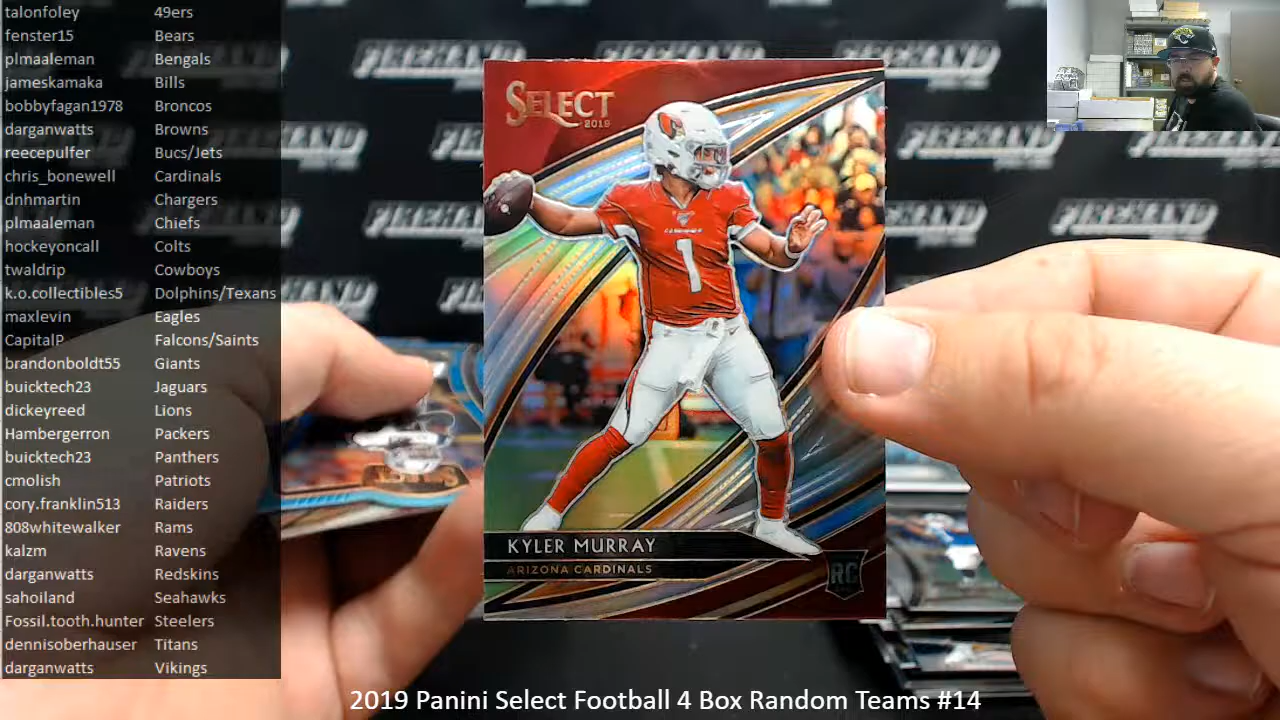 talonfoley 49ers
fenster15 Bears
plmaaleman Bengals
jameskamaka Bills
bobbyfagan1978 Broncos
darganwatts Browns
reecepulfer Bucs/Jets
chris_bonewell Cardinals
dnhmartin Chargers
plmaaleman Chiefs
hockeyoncall Colts
twaldrip Cowboys
k.o.collectibles5 Dolphins/Texans
maxlevin Eagles
CapitalP Falcons/Saints
brandonboldt55 Giants
buicktech23 Jaguars
dickeyreed Lions
Hambergerron Packers
buicktech23 Panthers
cmolish Patriots
cory.franklin513 Raiders
808whitewalker Rams
kalzm Ravens
darganwatts Redskins
sahoiland Seahawks
Fossil.tooth.hunter Steelers
dennisoberhauser Titans
darganwatts Vikings
SELECT
2019
1
KYLER MURRAY
ARIZONA CARDINALS
RC
2019 Panini Select Football 4 Box Random Teams #14